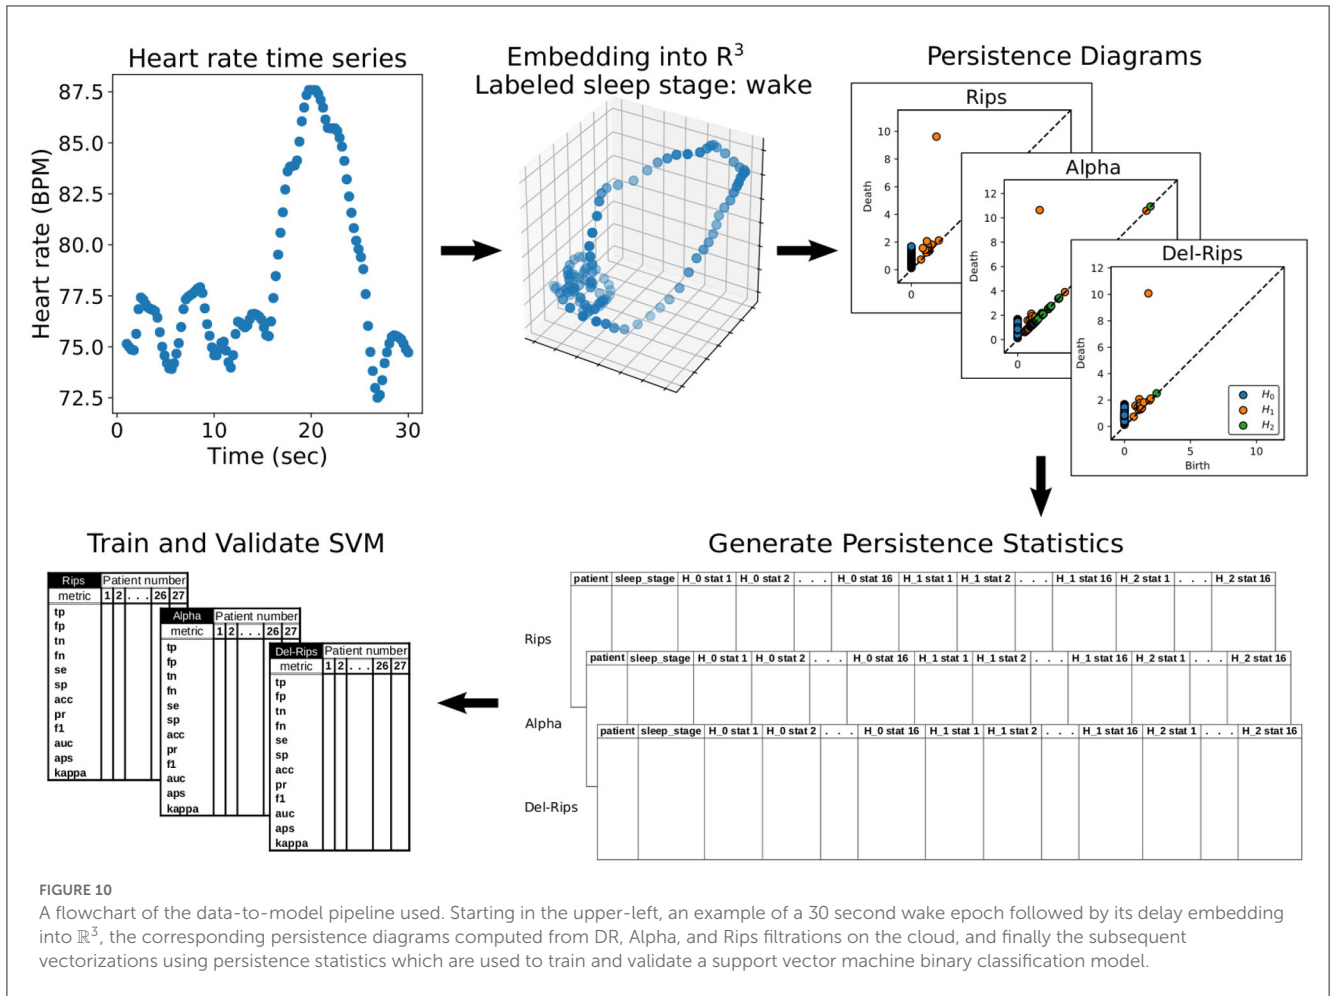 Heart rate time series
Heart rate (BPM)
87.5
85.0
82.5
80.0
77.5
75.0
72.5
0 10 20 30
Time (sec)
Embedding into R³
Labeled sleep stage: wake
Persistence Diagrams
Rips
Death
10
8
6
4
2
0
0
Alpha
Death
12
10
8
6
4
2
0
0
Del-Rips
Death
12
10
8
6
4
2
0
0 5 10
Birth
H₀
H₁
H₂
Train and Validate SVM
Rips Patient number
metric 1 2 . . . 26 27
tp
fp
tn
fn
se
sp
acc
pr
f1
auc
aps
kappa
Alpha Patient number
metric 1 2 . . . 26 27
tp
fp
tn
fn
se
sp
acc
pr
f1
auc
aps
kappa
Del-Rips Patient number
metric 1 2 . . . 26 27
tp
fp
tn
fn
se
sp
acc
pr
f1
auc
aps
kappa
Generate Persistence Statistics
patient sleep_stage H_0 stat 1 H_0 stat 2 . . . H_0 stat 16 H_1 stat 1 H_1 stat 2 . . . H_1 stat 16 H_2 stat 1 . . . H_2 stat 16
Rips
patient sleep_stage H_0 stat 1 H_0 stat 2 . . . H_0 stat 16 H_1 stat 1 H_1 stat 2 . . . H_1 stat 16 H_2 stat 1 . . . H_2 stat 16
Alpha
patient sleep_stage H_0 stat 1 H_0 stat 2 . . . H_0 stat 16 H_1 stat 1 H_1 stat 2 . . . H_1 stat 16 H_2 stat 1 . . . H_2 stat 16
Del-Rips
FIGURE 10
A flowchart of the data-to-model pipeline used. Starting in the upper-left, an example of a 30 second wake epoch followed by its delay embedding
into ℝ³, the corresponding persistence diagrams computed from DR, Alpha, and Rips filtrations on the cloud, and finally the subsequent
vectorizations using persistence statistics which are used to train and validate a support vector machine binary classification model.